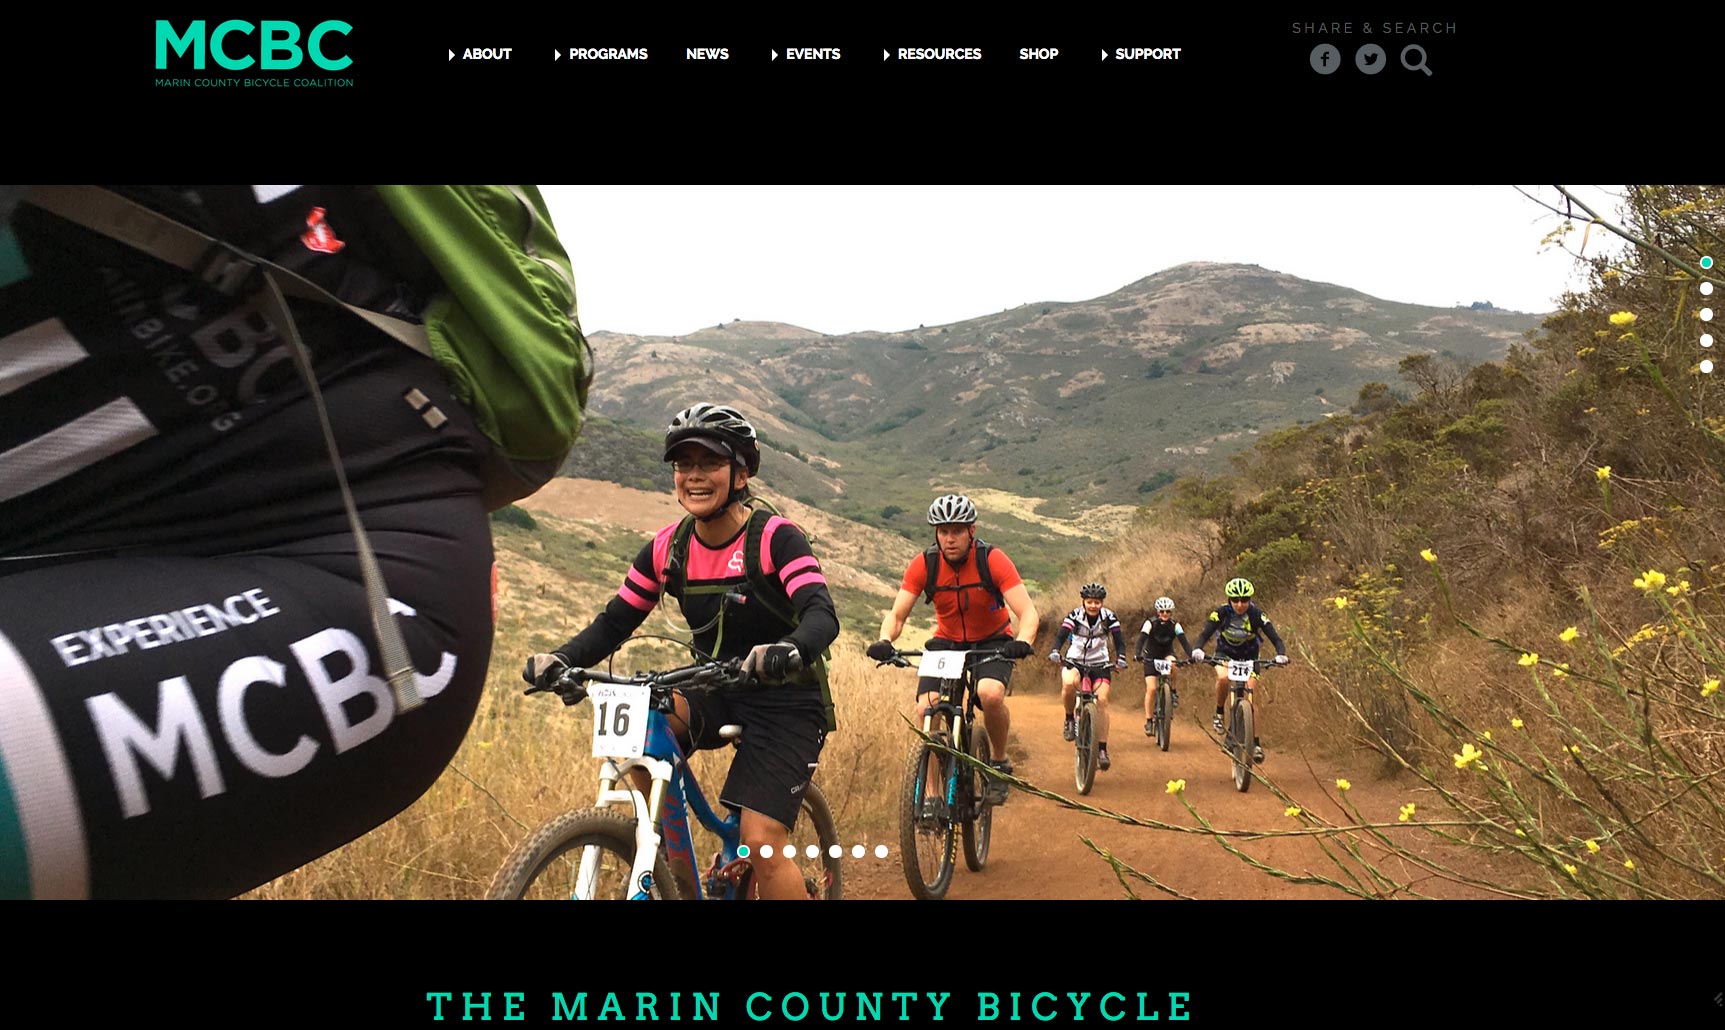 MCBC
MARIN COUNTY BICYCLE COALITION
ABOUT
PROGRAMS
NEWS
EVENTS
RESOURCES
SHOP
SUPPORT
SHARE & SEARCH
EXPERIENCE
MCBC
16
6
214
THE MARIN COUNTY BICYCLE